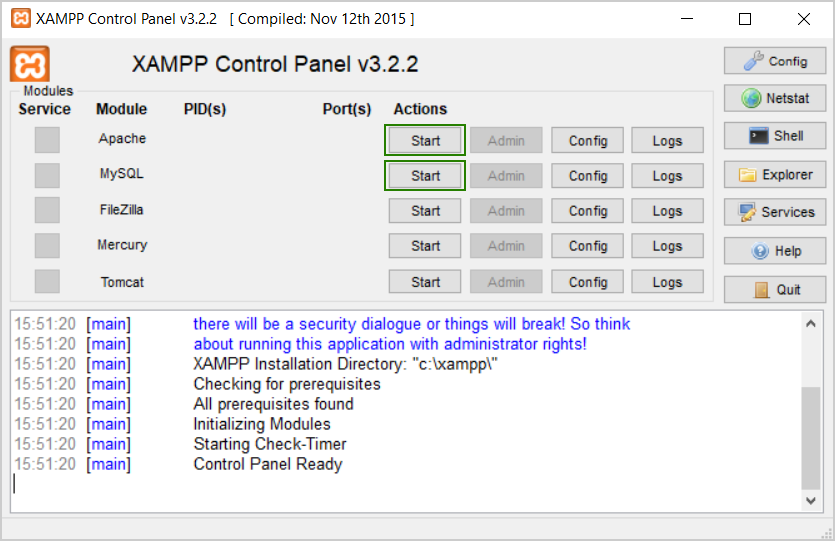 XAMPP Control Panel v3.2.2 [ Compiled: Nov 12th 2015 ]
XAMPP Control Panel v3.2.2
Config
Modules
Service Module PID(s) Port(s) Actions
Netstat
Apache Start Admin Config Logs
Shell
MySQL Start Admin Config Logs
Explorer
FileZilla Start Admin Config Logs
Services
Mercury Start Admin Config Logs
Help
Tomcat Start Admin Config Logs
Quit
15:51:20 [main] there will be a security dialogue or things will break! So think
15:51:20 [main] about running this application with administrator rights!
15:51:20 [main] XAMPP Installation Directory: "c:\xampp\"
15:51:20 [main] Checking for prerequisites
15:51:20 [main] All prerequisites found
15:51:20 [main] Initializing Modules
15:51:20 [main] Starting Check-Timer
15:51:20 [main] Control Panel Ready